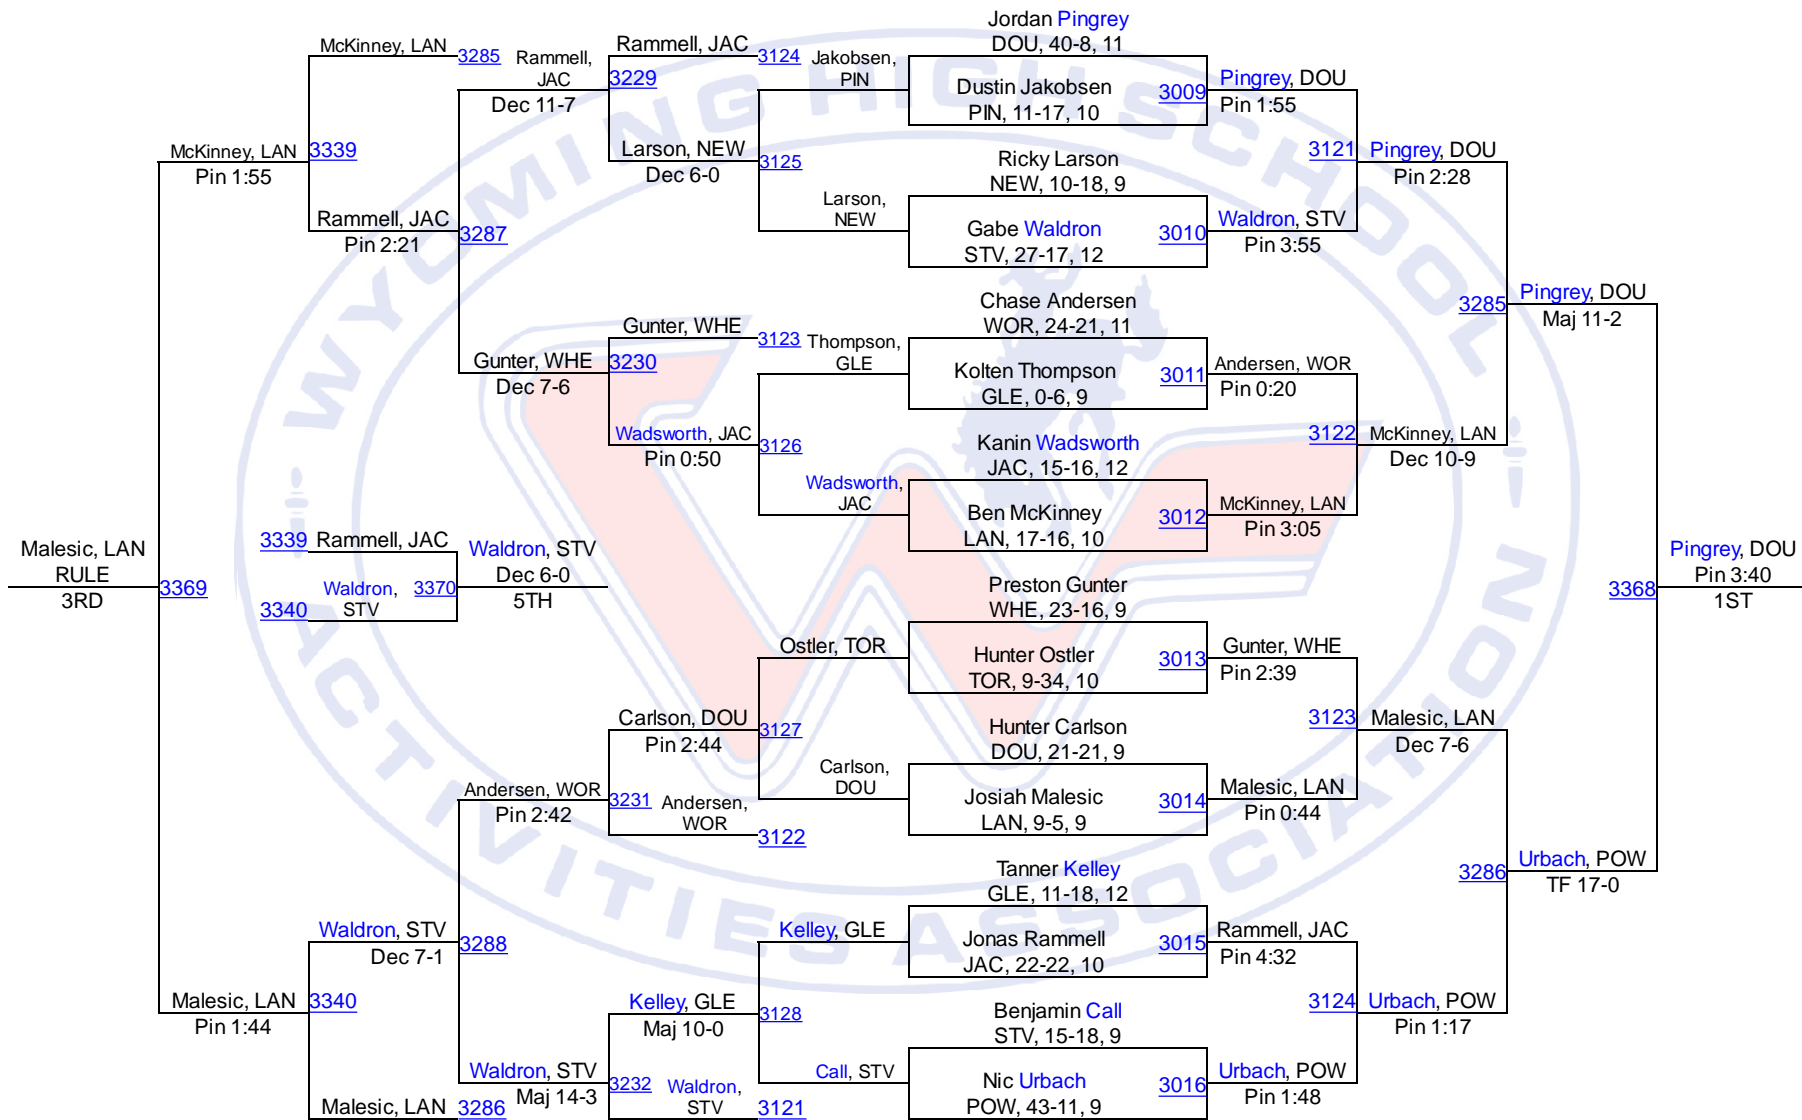 Jordan Pingrey
DOU, 40-8, 11
Dustin Jakobsen
PIN, 11-17, 10
3009
Ricky Larson
NEW, 10-18, 9
Gabe Waldron
STV, 27-17, 12
3010
Chase Andersen
WOR, 24-21, 11
Kolten Thompson
GLE, 0-6, 9
3011
Kanin Wadsworth
JAC, 15-16, 12
Ben McKinney
LAN, 17-16, 10
3012
Preston Gunter
WHE, 23-16, 9
Hunter Ostler
TOR, 9-34, 10
3013
Hunter Carlson
DOU, 21-21, 9
Josiah Malesic
LAN, 9-5, 9
3014
Tanner Kelley
GLE, 11-18, 12
Jonas Rammell
JAC, 22-22, 10
3015
Benjamin Call
STV, 15-18, 9
Nic Urbach
POW, 43-11, 9
3016
Pingrey, DOU
Pin 1:55
3121
Waldron, STV
Pin 3:55
Andersen, WOR
Pin 0:20
3122
McKinney, LAN
Pin 3:05
Gunter, WHE
Pin 2:39
3123
Malesic, LAN
Pin 0:44
Rammell, JAC
Pin 4:32
3124
Urbach, POW
Pin 1:48
Pingrey, DOU
Pin 2:28
3285
McKinney, LAN
Dec 10-9
Malesic, LAN
Dec 7-6
3286
Urbach, POW
Pin 1:17
Pingrey, DOU
Maj 11-2
3368
Urbach, POW
TF 17-0
Pingrey, DOU
Pin 3:40
1ST
Jakobsen,
PIN
3125
Larson,
NEW
Thompson,
GLE
3126
Wadsworth,
JAC
Ostler, TOR
3127
Carlson,
DOU
Kelley, GLE
3128
Call, STV
Rammell, JAC
3124
3229
Larson, NEW
Dec 6-0
Gunter, WHE
3123
3230
Wadsworth, JAC
Pin 0:50
Carlson, DOU
Pin 2:44
3231
Andersen,
WOR
3122
Kelley, GLE
Maj 10-0
3232
Waldron,
STV
3121
Rammell,
JAC
Dec 11-7
3287
Gunter, WHE
Dec 7-6
Andersen, WOR
Pin 2:42
3288
Waldron, STV
Maj 14-3
McKinney, LAN
3285
3339
Rammell, JAC
Pin 2:21
Waldron, STV
Dec 7-1
3340
Malesic, LAN
3286
McKinney, LAN
Pin 1:55
3369
Malesic, LAN
Pin 1:44
Malesic, LAN
RULE
3RD
3339
Rammell, JAC
Waldron,
STV
3340
3370
Waldron, STV
Dec 6-0
5TH
WYOMING HIGH SCHOOL
ACTIVITIES ASSOCIATION